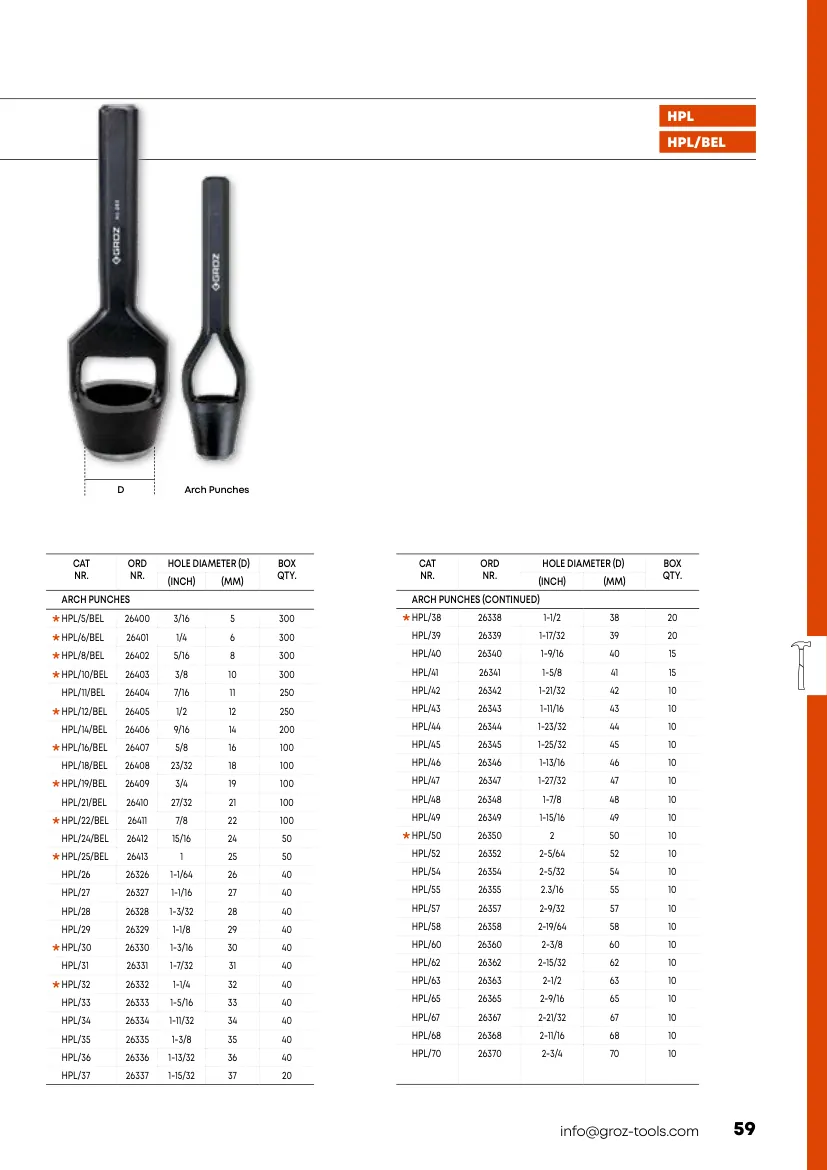 HPL
HPL/BEL
GROZ
GROZ
D
Arch Punches
CAT NR. ORD NR. HOLE DIAMETER (D) (INCH) (MM) BOX QTY.
ARCH PUNCHES
*HPL/5/BEL 26400 3/16 5 300
*HPL/6/BEL 26401 1/4 6 300
*HPL/8/BEL 26402 5/16 8 300
*HPL/10/BEL 26403 3/8 10 300
HPL/11/BEL 26404 7/16 11 250
*HPL/12/BEL 26405 1/2 12 250
HPL/14/BEL 26406 9/16 14 200
*HPL/16/BEL 26407 5/8 16 100
HPL/18/BEL 26408 23/32 18 100
*HPL/19/BEL 26409 3/4 19 100
HPL/21/BEL 26410 27/32 21 100
*HPL/22/BEL 26411 7/8 22 100
HPL/24/BEL 26412 15/16 24 50
*HPL/25/BEL 26413 1 25 50
HPL/26 26326 1-1/64 26 40
HPL/27 26327 1-1/16 27 40
HPL/28 26328 1-3/32 28 40
HPL/29 26329 1-1/8 29 40
*HPL/30 26330 1-3/16 30 40
HPL/31 26331 1-7/32 31 40
*HPL/32 26332 1-1/4 32 40
HPL/33 26333 1-5/16 33 40
HPL/34 26334 1-11/32 34 40
HPL/35 26335 1-3/8 35 40
HPL/36 26336 1-13/32 36 40
HPL/37 26337 1-15/32 37 20
CAT NR. ORD NR. HOLE DIAMETER (D) (INCH) (MM) BOX QTY.
ARCH PUNCHES (CONTINUED)
*HPL/38 26338 1-1/2 38 20
HPL/39 26339 1-17/32 39 20
HPL/40 26340 1-9/16 40 15
HPL/41 26341 1-5/8 41 15
HPL/42 26342 1-21/32 42 10
HPL/43 26343 1-11/16 43 10
HPL/44 26344 1-23/32 44 10
HPL/45 26345 1-25/32 45 10
HPL/46 26346 1-13/16 46 10
HPL/47 26347 1-27/32 47 10
HPL/48 26348 1-7/8 48 10
HPL/49 26349 1-15/16 49 10
*HPL/50 26350 2 50 10
HPL/52 26352 2-5/64 52 10
HPL/54 26354 2-5/32 54 10
HPL/55 26355 2.3/16 55 10
HPL/57 26357 2-9/32 57 10
HPL/58 26358 2-19/64 58 10
HPL/60 26360 2-3/8 60 10
HPL/62 26362 2-15/32 62 10
HPL/63 26363 2-1/2 63 10
HPL/65 26365 2-9/16 65 10
HPL/67 26367 2-21/32 67 10
HPL/68 26368 2-11/16 68 10
HPL/70 26370 2-3/4 70 10
info@groz-tools.com 59